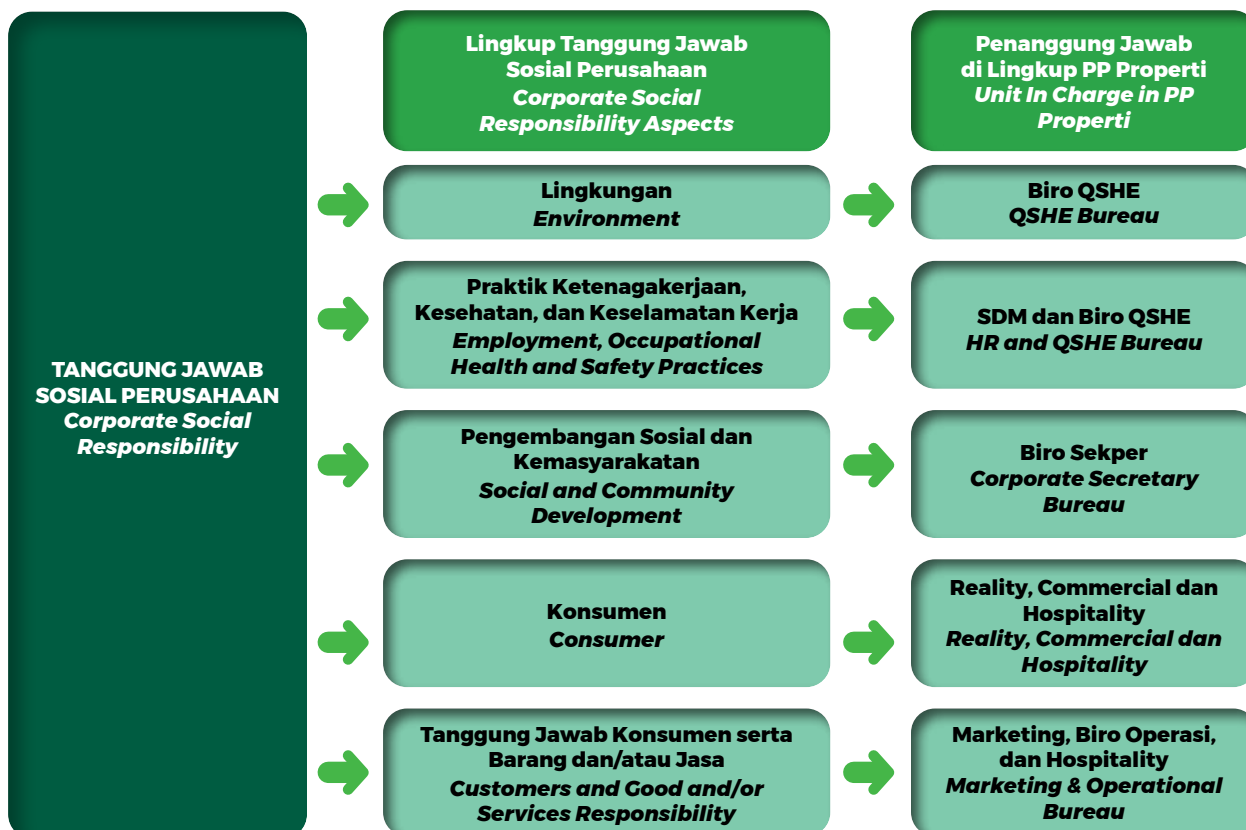 TANGGUNG JAWAB
SOSIAL PERUSAHAAN
Corporate Social
Responsibility
Lingkup Tanggung Jawab
Sosial Perusahaan
Corporate Social
Responsibility Aspects
Penanggung Jawab
di Lingkup PP Properti
Unit In Charge in PP
Properti
Lingkungan
Environment
Biro QSHE
QSHE Bureau
Praktik Ketenagakerjaan,
Kesehatan, dan Keselamatan Kerja
Employment, Occupational
Health and Safety Practices
SDM dan Biro QSHE
HR and QSHE Bureau
Pengembangan Sosial dan
Kemasyarakatan
Social and Community
Development
Biro Sekper
Corporate Secretary
Bureau
Konsumen
Consumer
Reality, Commercial dan
Hospitality
Reality, Commercial dan
Hospitality
Tanggung Jawab Konsumen serta
Barang dan/atau Jasa
Customers and Good and/or
Services Responsibility
Marketing, Biro Operasi,
dan Hospitality
Marketing & Operational
Bureau